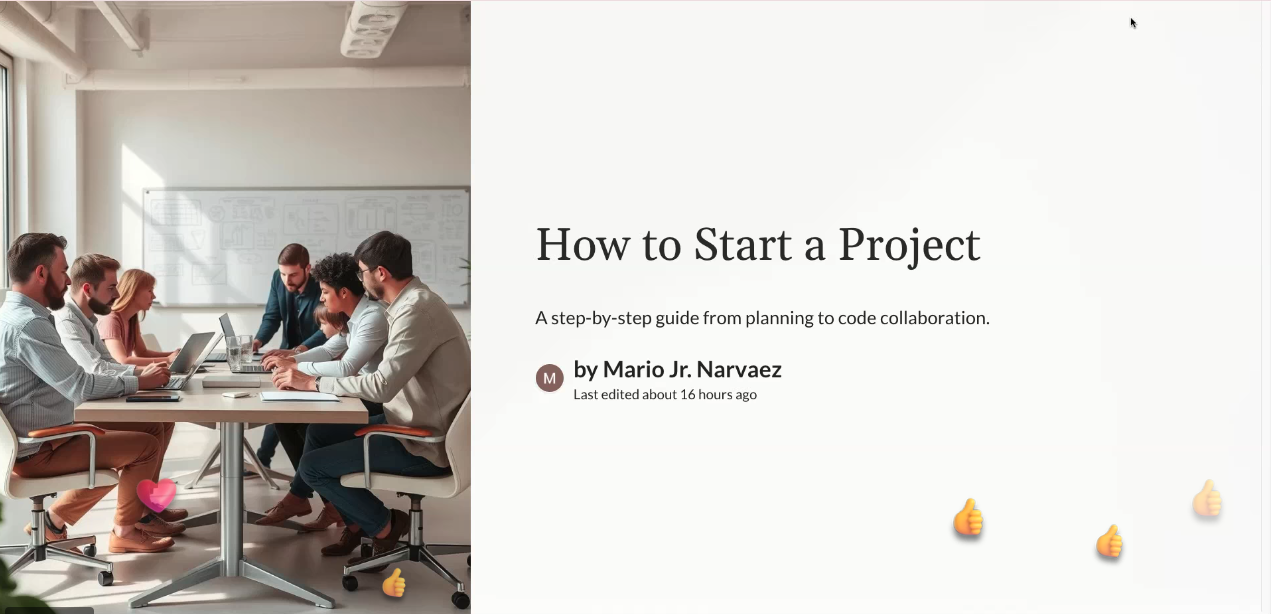 How to Start a Project
A step-by-step guide from planning to code collaboration.
M
by Mario Jr. Narvaez
Last edited about 16 hours ago